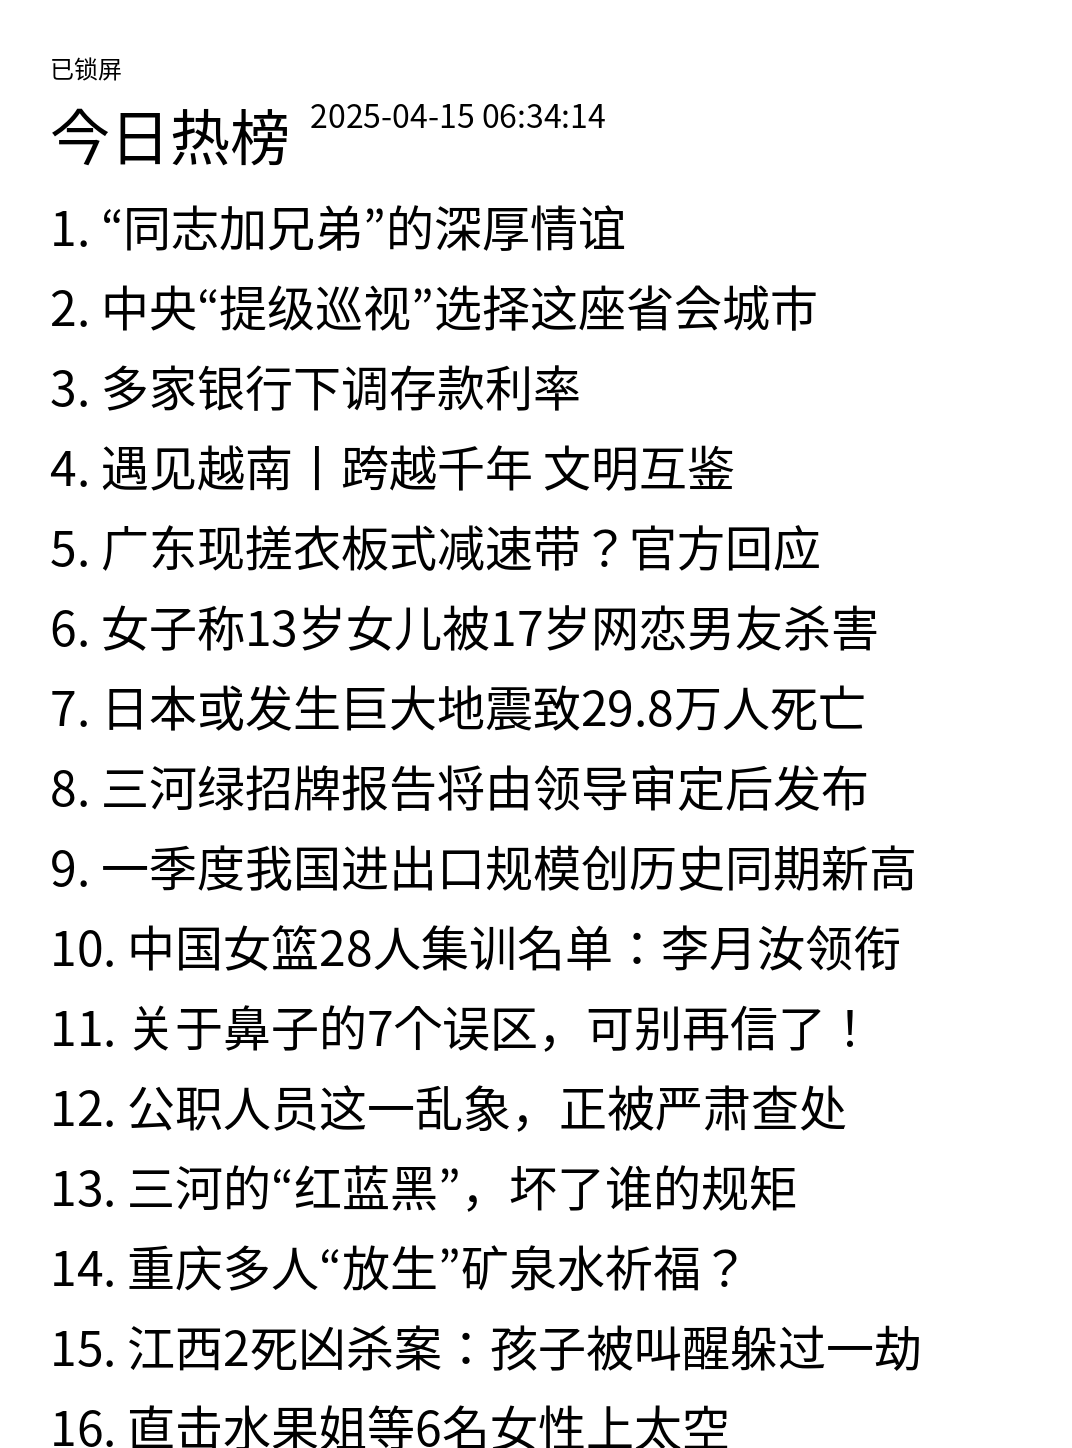 已锁屏
今日热榜 2025-04-15 06:34:14
1. “同志加兄弟”的深厚情谊
2. 中央“提级巡视”选择这座省会城市
3. 多家银行下调存款利率
4. 遇见越南丨跨越千年 文明互鉴
5. 广东现搓衣板式减速带？官方回应
6. 女子称13岁女儿被17岁网恋男友杀害
7. 日本或发生巨大地震致29.8万人死亡
8. 三河绿招牌报告将由领导审定后发布
9. 一季度我国进出口规模创历史同期新高
10. 中国女篮28人集训名单：李月汝领衔
11. 关于鼻子的7个误区，可别再信了！
12. 公职人员这一乱象，正被严肃查处
13. 三河的“红蓝黑”，坏了谁的规矩
14. 重庆多人“放生”矿泉水祈福？
15. 江西2死凶杀案：孩子被叫醒躲过一劫
16. 直击水果姐等6名女性上太空